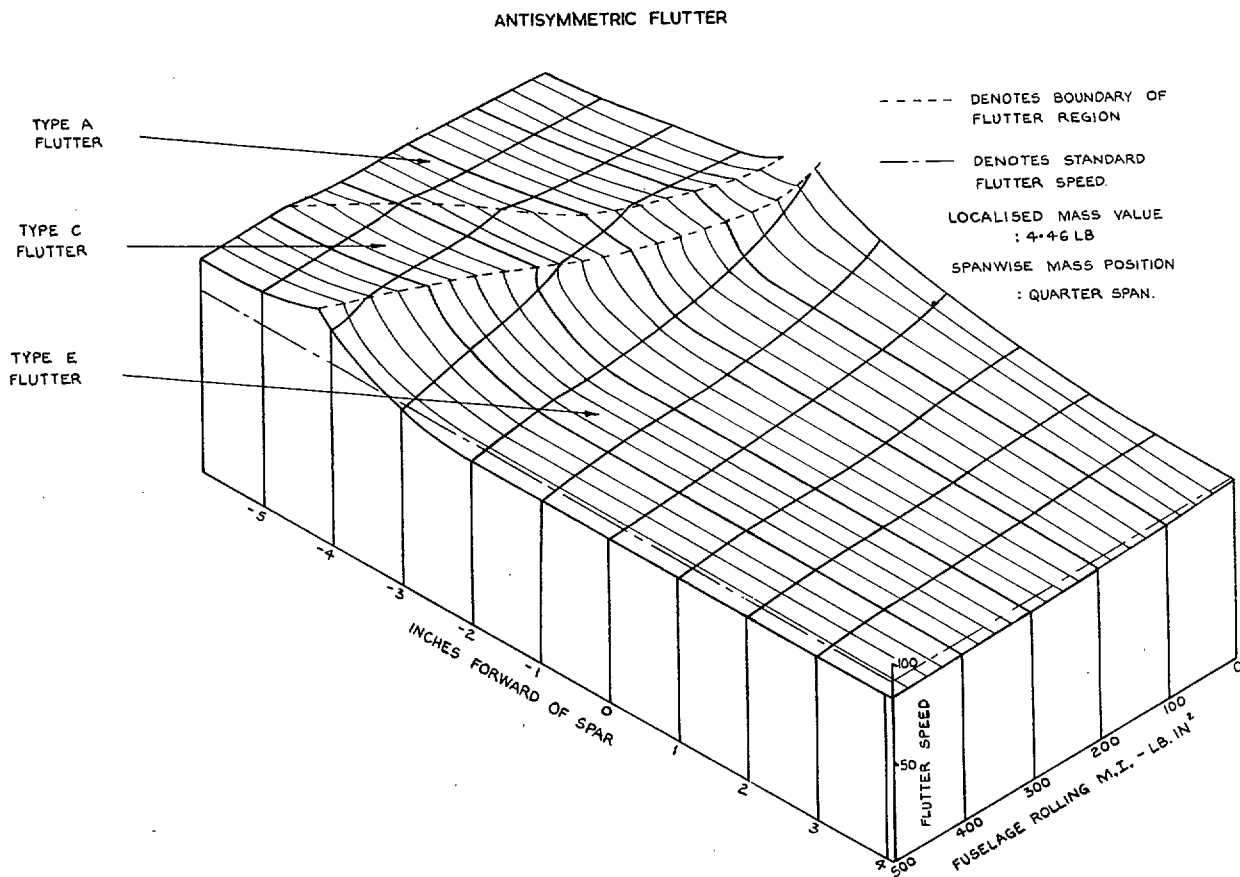 ANTISYMMETRIC FLUTTER
TYPE A
FLUTTER
TYPE C
FLUTTER
TYPE E
FLUTTER
DENOTES BOUNDARY OF
FLUTTER REGION
DENOTES STANDARD
FLUTTER SPEED.
LOCALISED MASS VALUE
: 4·46 LB
SPANWISE MASS POSITION
: QUARTER SPAN.
-5
-4
-3
-2
-1
0
1
2
3
4
INCHES FORWARD OF SPAR
100
50
FLUTTER SPEED
500
400
300
200
100
0
FUSELAGE ROLLING M.I. - LB. IN²